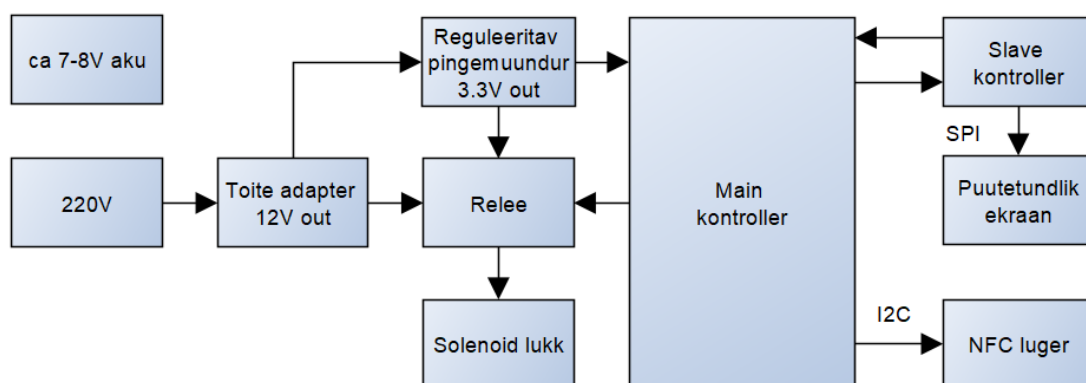 ca 7-8V aku
Reguleeritav
pingemuundur
3.3V out
Slave
kontroller
SPI
220V
Toite adapter
12V out
Relee
Main
kontroller
Puutetundlik
ekraan
Solenoid lukk
I2C
NFC luger